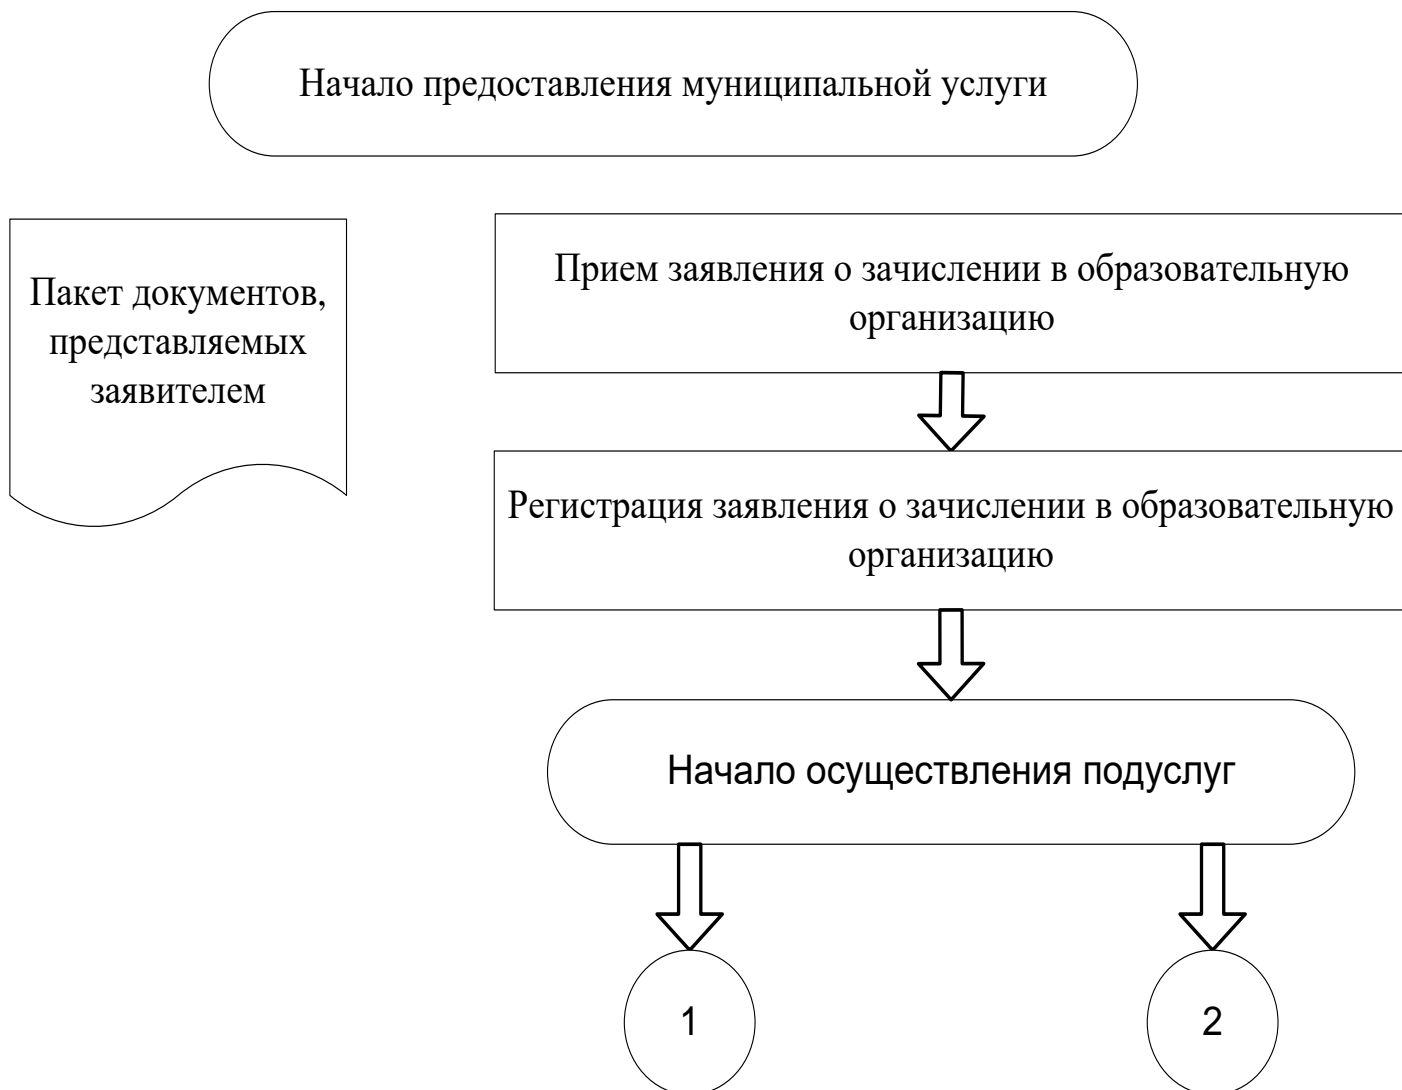 Начало предоставления муниципальной услуги
Пакет документов,
представляемых
заявителем
Прием заявления о зачислении в образовательную
организацию
Регистрация заявления о зачислении в образовательную
организацию
Начало осуществления подуслуг
1
2